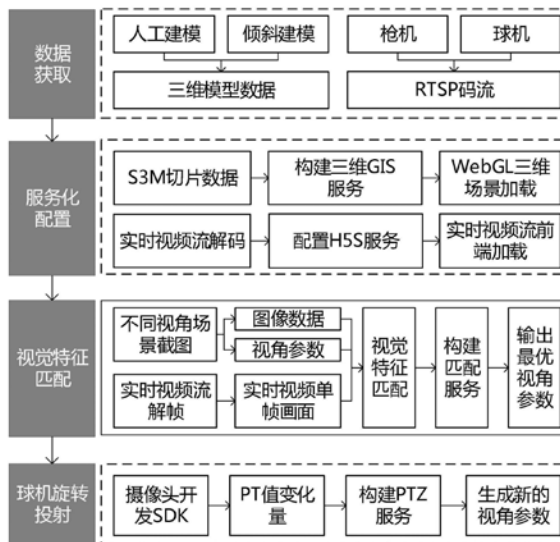 数据
获取
人工建模
倾斜建模
枪机
球机
三维模型数据
RTSP码流
服务化
配置
S3M切片数据
构建三维GIS
服务
WebGL三维
场景加载
实时视频流解码
配置H5S服务
实时视频流前
端加载
视觉特征
匹配
不同视角场
景截图
图像数据
视角参数
实时视频流
解帧
实时视频单
帧画面
视觉
特征
匹配
构建
匹配
服务
输出
最优
视角
参数
球机旋转
投射
摄像头开
发SDK
PT值变化
量
构建PTZ
服务
生成新的
视角参数